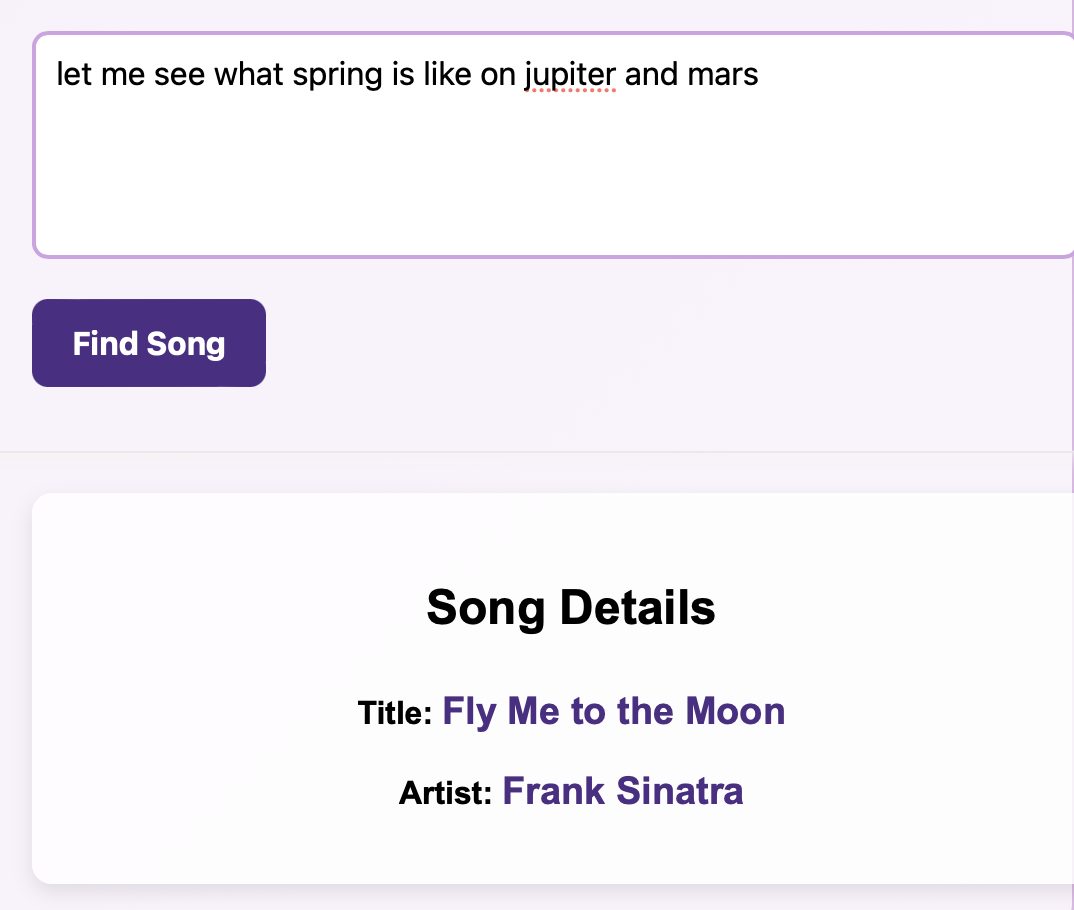 let me see what spring is like on jupiter and mars
Find Song
Song Details
Title: Fly Me to the Moon
Artist: Frank Sinatra